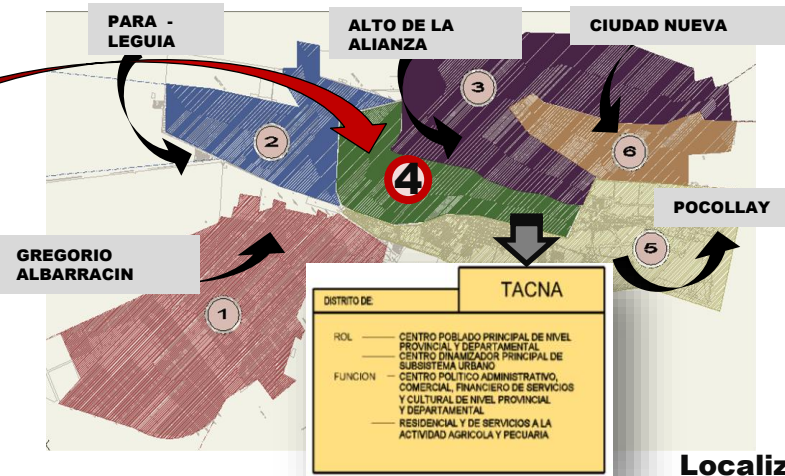 PARA -
LEGUIA
ALTO DE LA
ALIANZA
CIUDAD NUEVA
3
2
6
4
POCOLLAY
5
GREGORIO
ALBARRACIN
1
TACNA
DISTRITO DE:
ROL
CENTRO POBLADO PRINCIPAL DE NIVEL
PROVINCIAL Y DEPARTAMENTAL
CENTRO DINAMIZADOR PRINCIPAL DE
SUBSISTEMA URBANO
FUNCION
CENTRO POLITICO ADMINISTRATIVO,
COMERCIAL, FINANCIERO DE SERVICIOS
Y CULTURAL DE NIVEL PROVINCIAL
Y DEPARTAMENTAL
RESIDENCIAL Y DE SERVICIOS A LA
ACTIVIDAD AGRICOLA Y PECUARIA
Localiz